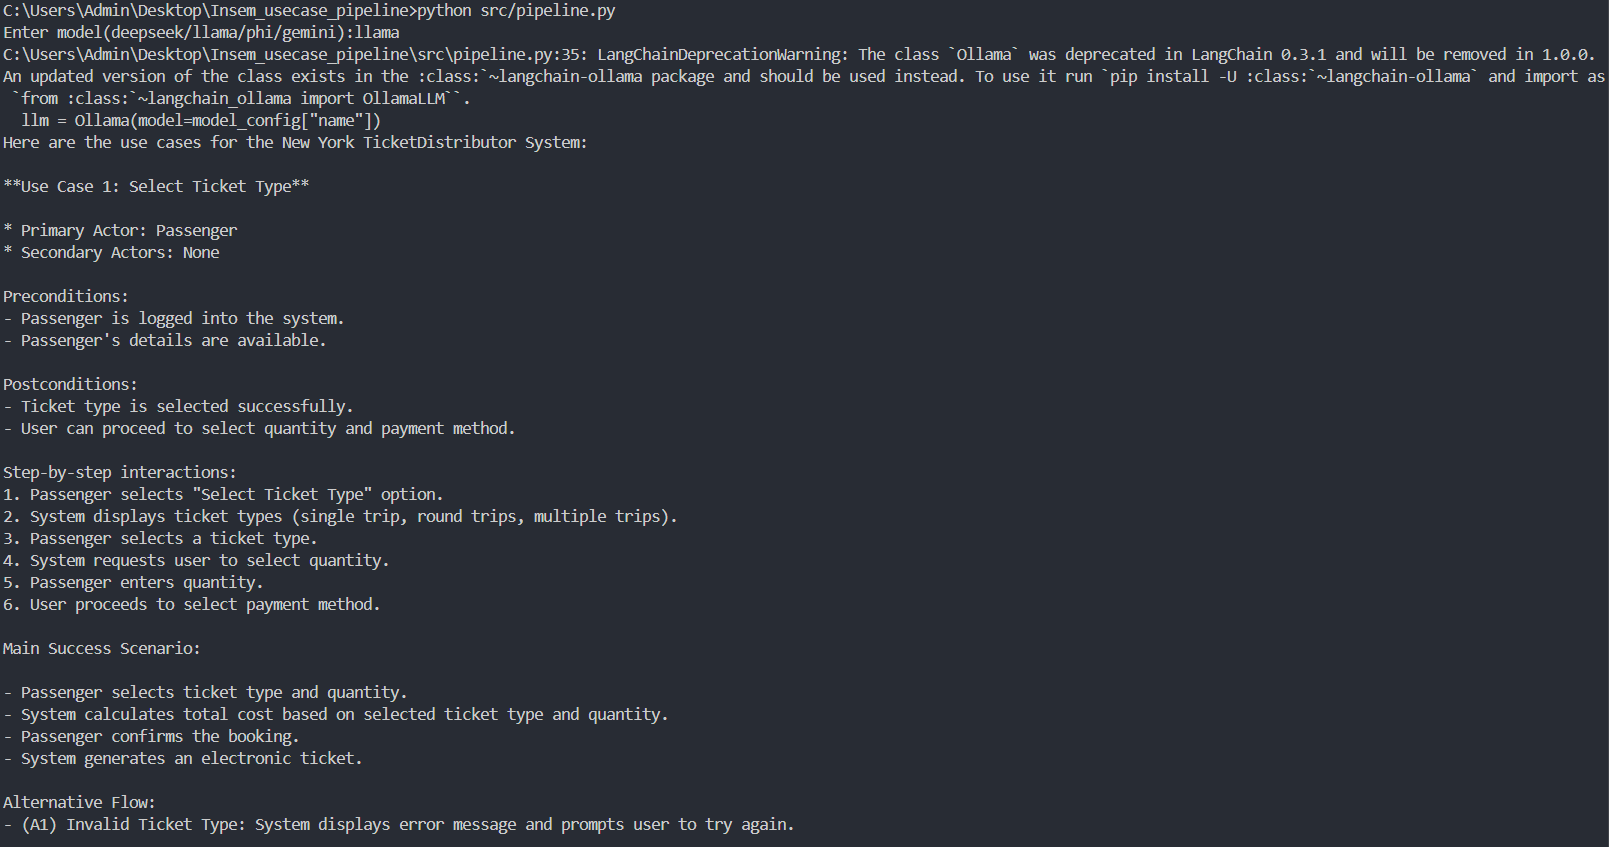 C:\Users\Admin\Desktop\Insem_usecase_pipeline>python src/pipeline.py
Enter model(deepseek/llama/phi/gemini):llama
C:\Users\Admin\Desktop\Insem_usecase_pipeline\src\pipeline.py:35: LangChainDeprecationWarning: The class `Ollama` was deprecated in LangChain 0.3.1 and will be removed in 1.0.0.
An updated version of the class exists in the :class:`~langchain-ollama package and should be used instead. To use it run `pip install -U :class:`~langchain-ollama` and import as
 `from :class:`~langchain_ollama import OllamaLLM``.
  llm = Ollama(model=model_config["name"])
Here are the use cases for the New York TicketDistributor System:

**Use Case 1: Select Ticket Type**

* Primary Actor: Passenger
* Secondary Actors: None

Preconditions:
- Passenger is logged into the system.
- Passenger's details are available.

Postconditions:
- Ticket type is selected successfully.
- User can proceed to select quantity and payment method.

Step-by-step interactions:
1. Passenger selects "Select Ticket Type" option.
2. System displays ticket types (single trip, round trips, multiple trips).
3. Passenger selects a ticket type.
4. System requests user to select quantity.
5. Passenger enters quantity.
6. User proceeds to select payment method.

Main Success Scenario:

- Passenger selects ticket type and quantity.
- System calculates total cost based on selected ticket type and quantity.
- Passenger confirms the booking.
- System generates an electronic ticket.

Alternative Flow:
- (A1) Invalid Ticket Type: System displays error message and prompts user to try again.